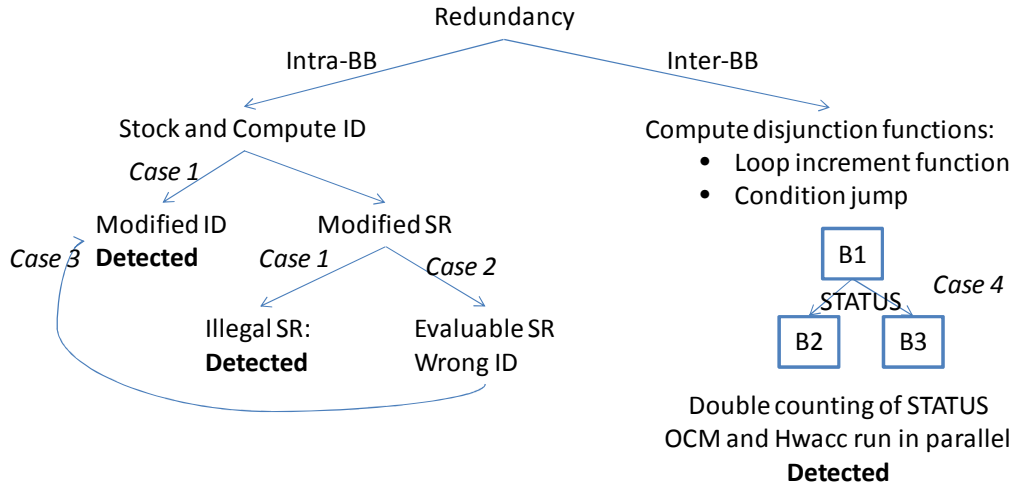 Redundancy
Intra-BB
Inter-BB
Stock and Compute ID
Case 1
Modified ID
Detected
Case 3
Modified SR
Case 1
Case 2
Illegal SR:
Detected
Evaluable SR
Wrong ID
Compute disjunction functions:
• Loop increment function
• Condition jump
B1
Case 4
STATUS
B2
B3
Double counting of STATUS
OCM and Hwacc run in parallel
Detected